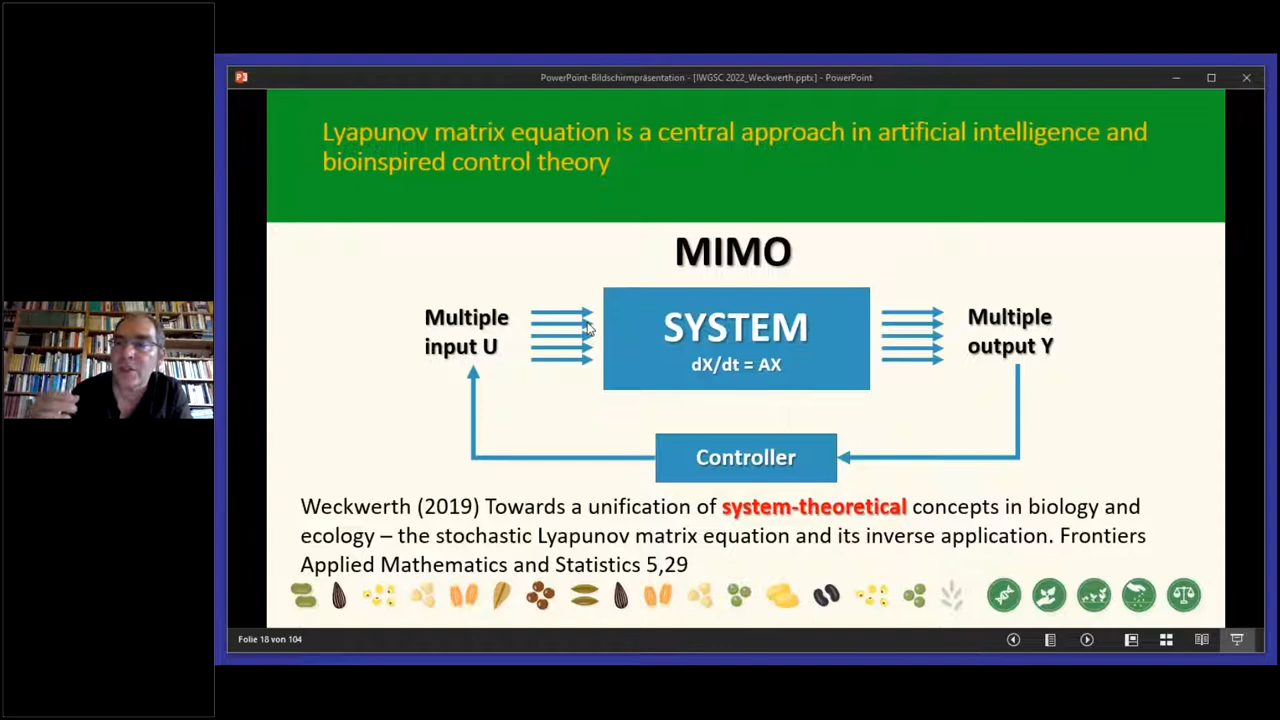 PowerPoint-Bildschirmpräsentation - [IWGSC 2022_Weckwerth.pptx] - PowerPoint
Lyapunov matrix equation is a central approach in artificial intelligence and
bioinspired control theory
MIMO
Multiple
input U
SYSTEM
dX/dt = AX
Multiple
output Y
Controller
Weckwerth (2019) Towards a unification of system-theoretical concepts in biology and
ecology – the stochastic Lyapunov matrix equation and its inverse application. Frontiers
Applied Mathematics and Statistics 5,29
Folie 18 von 104